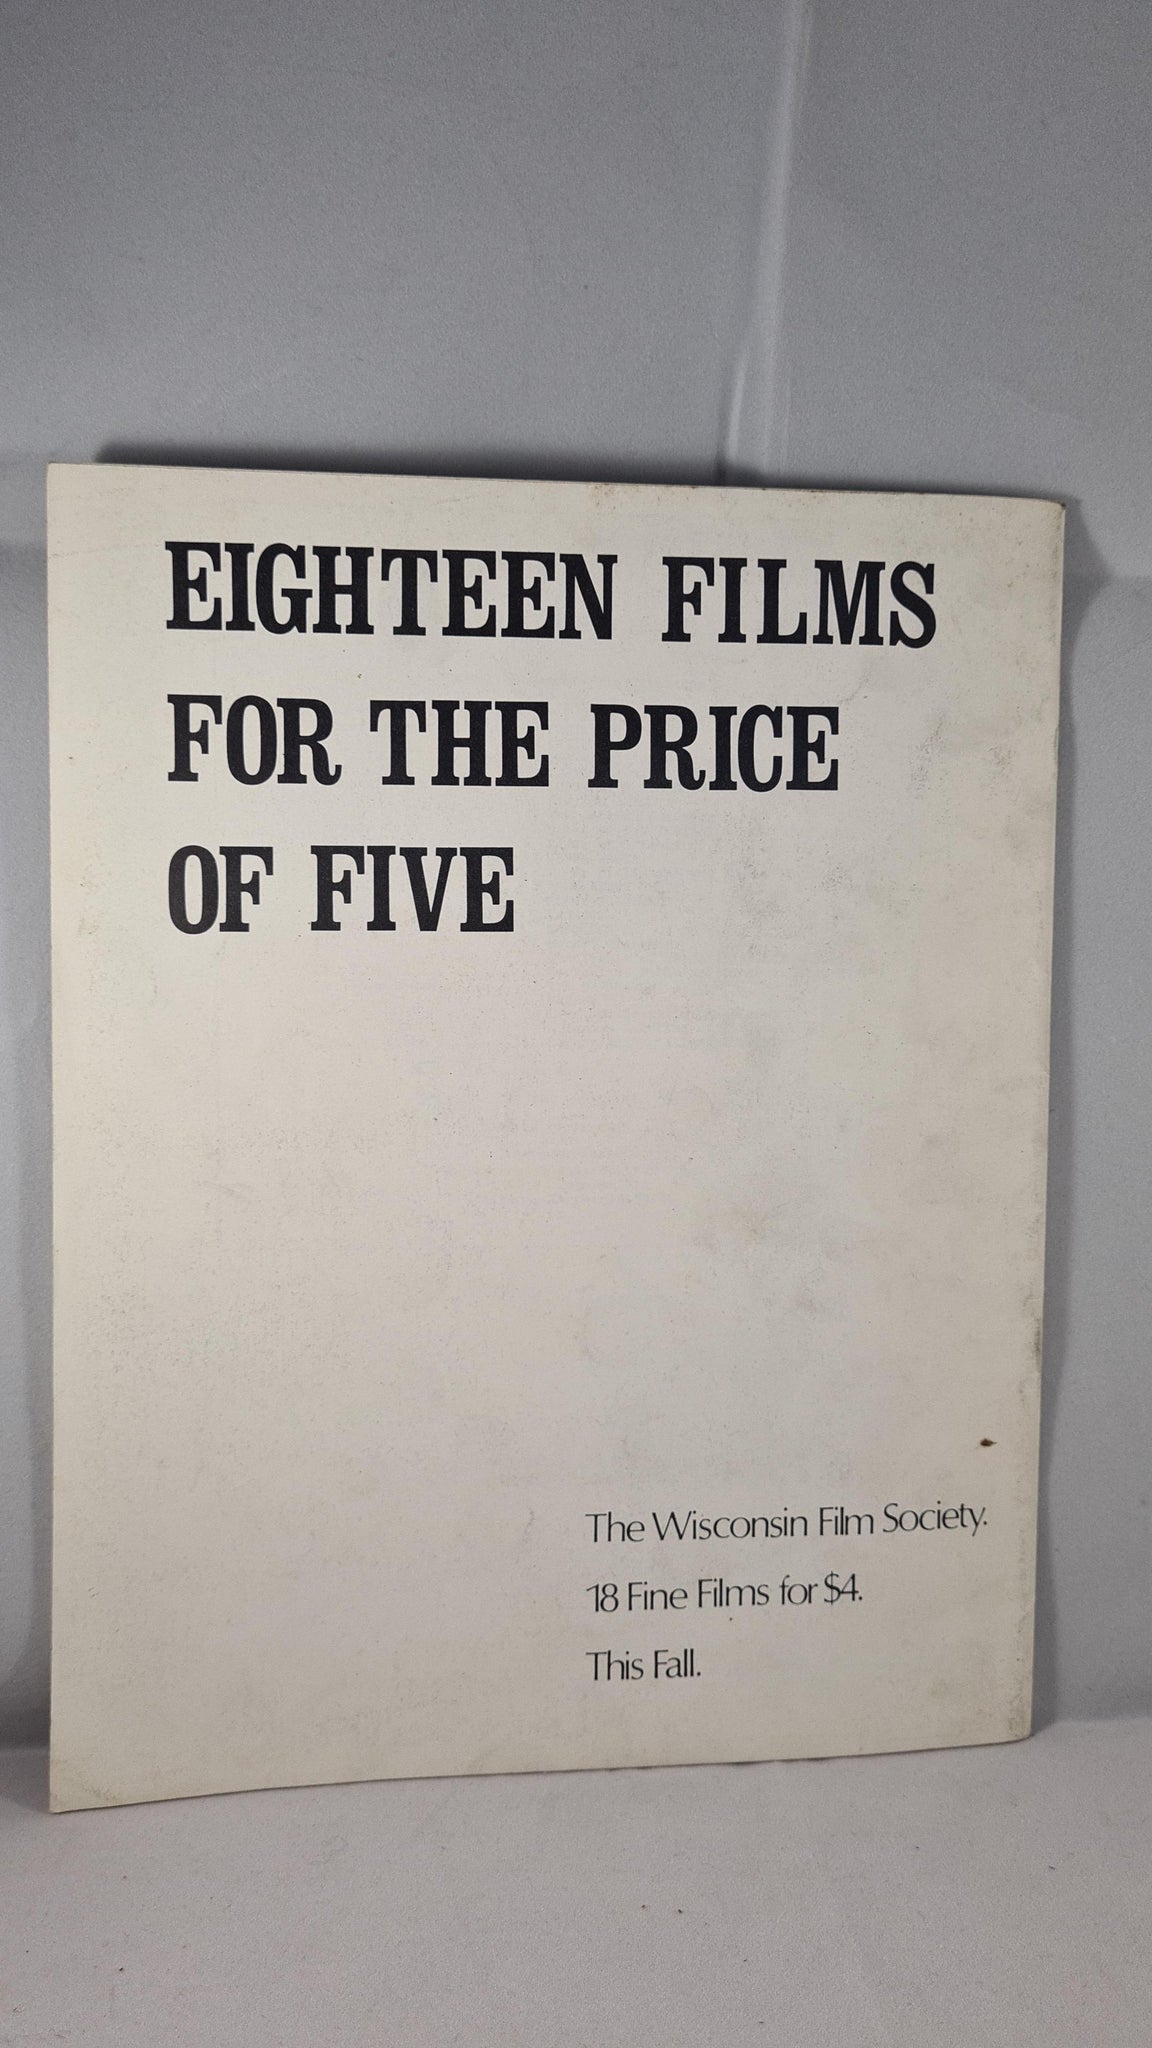 EIGHTEEN FILMS
FOR THE PRICE
OF FIVE
The Wisconsin Film Society.
18 Fine Films for $4.
This Fall.